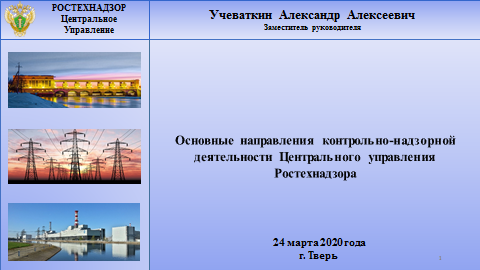 РОСТЕХНАДЗОР
Центральное
Управление
Учеваткин Александр Алексеевич
Заместитель руководителя
Основные направления контрольно-надзорной
деятельности Центрального управления
Ростехнадзора
24 марта 2020 года
г. Тверь